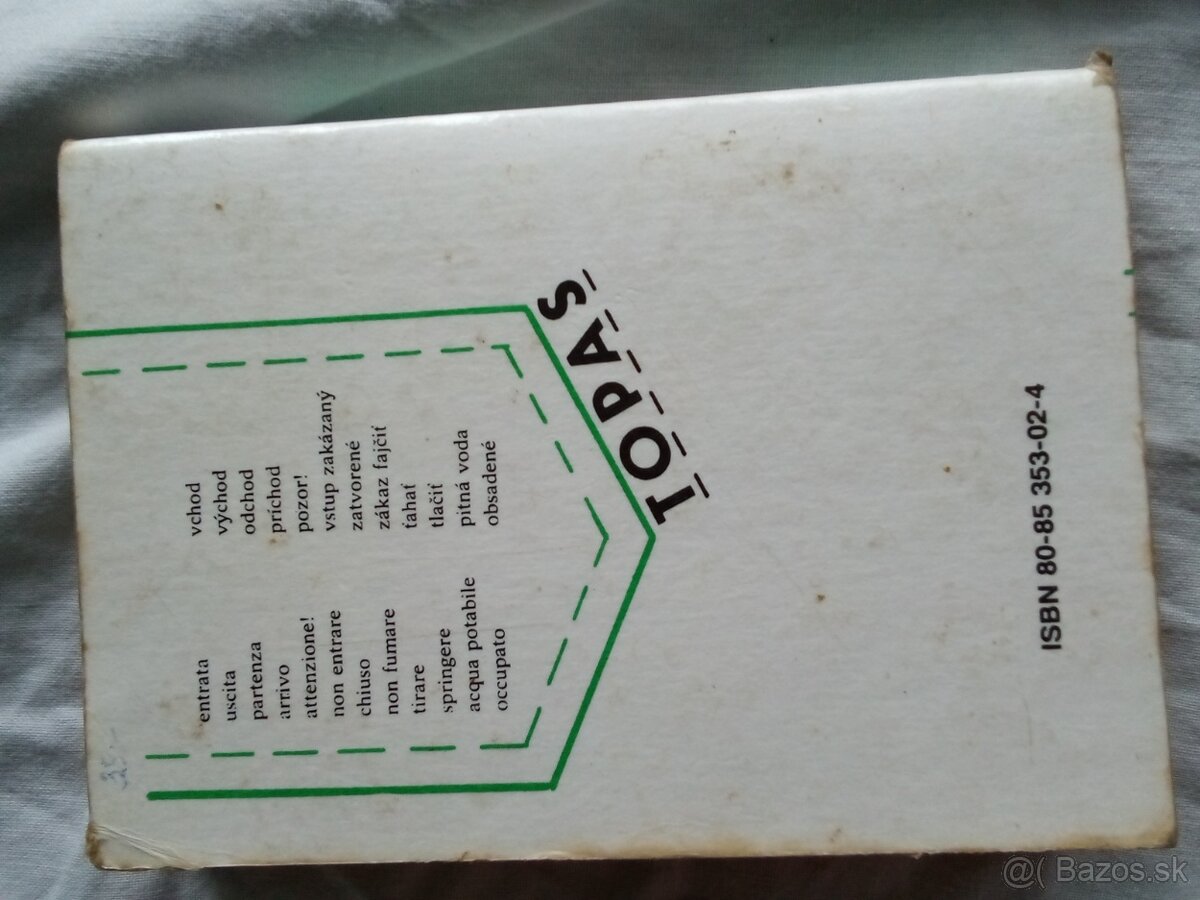 entrata vchod
uscita východ
partenza odchod
arrivo príchod
attenzione! pozor!
non entrare vstup zakázaný
chiuso zatvorené
non fumare zákaz fajčiť
tirare ťahať
springere tlačiť
acqua potabile pitná voda
occupato obsadené
TOPAS
ISBN 80-85 353-02-4
@( Bazos.sk